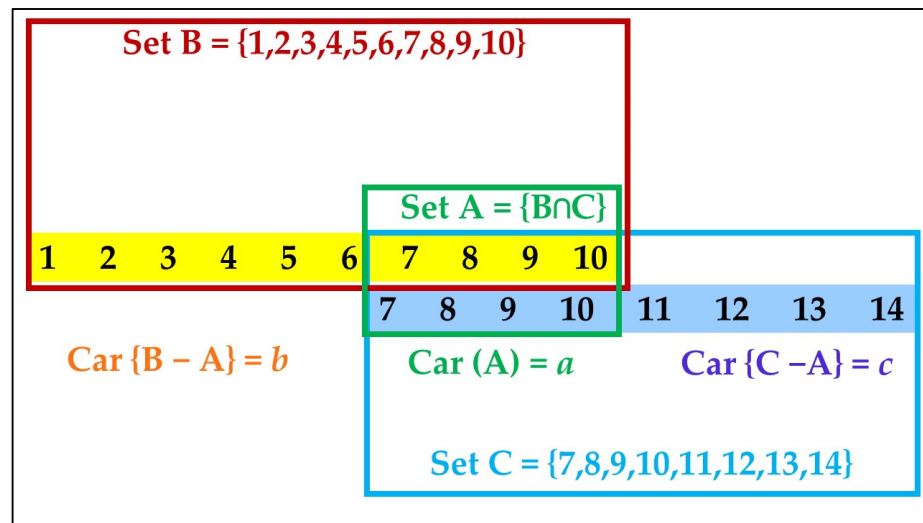 Set B = {1,2,3,4,5,6,7,8,9,10}
Set A = {B∩C}
1 2 3 4 5 6 7 8 9 10
7 8 9 10 11 12 13 14
Car {B − A} = b Car (A) = a Car {C −A} = c
Set C = {7,8,9,10,11,12,13,14}